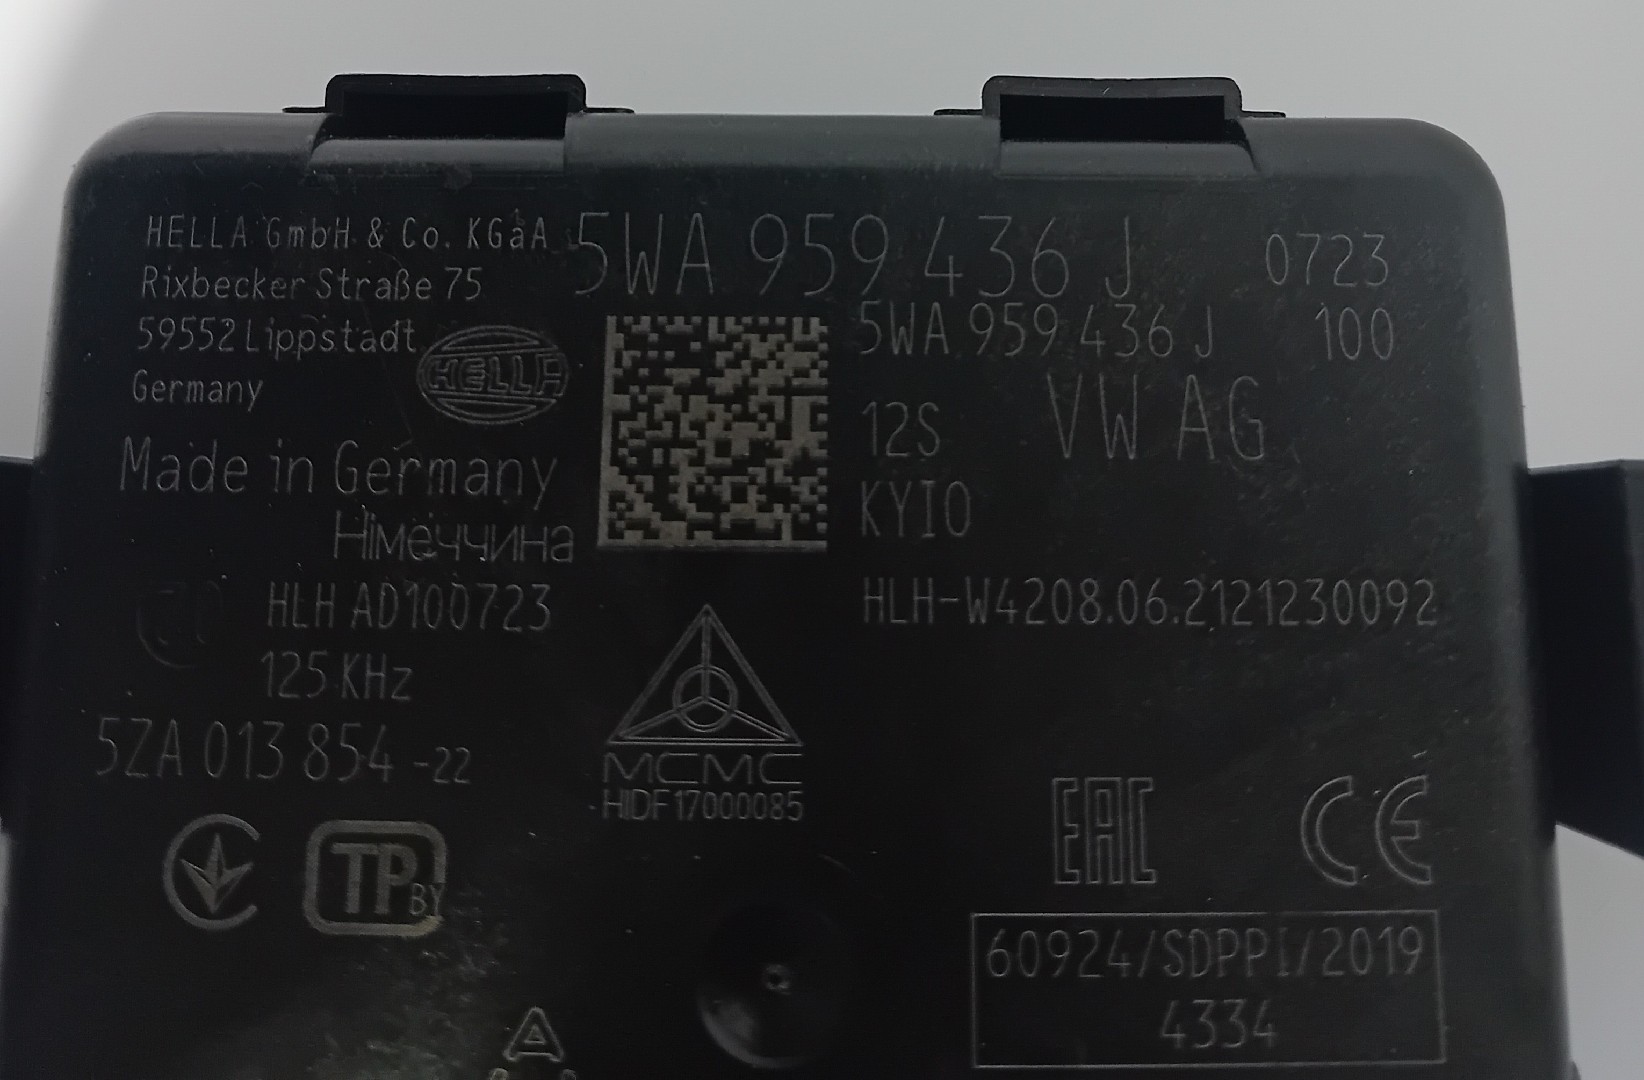 HELLA GmbH & Co. KGaA
Rixbecker Straße 75
59552 Lippstadt
Germany
HELLA
Made in Germany
Німеччина
HLH AD100723
125 KHz
5ZA 013 854 -22
5WA 959 436 J 0723
5WA 959 436 J 100
12S VW AG
KYIO
HLH-W4208.06.2121230092
MCMC
HIDF17000085
TP BY
EAC CE
60924/SDPPI/2019
4334
A